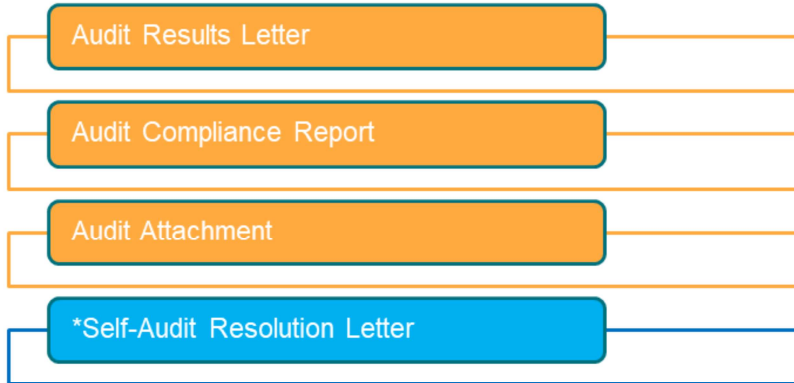 Audit Results Letter
Audit Compliance Report
Audit Attachment
*Self-Audit Resolution Letter